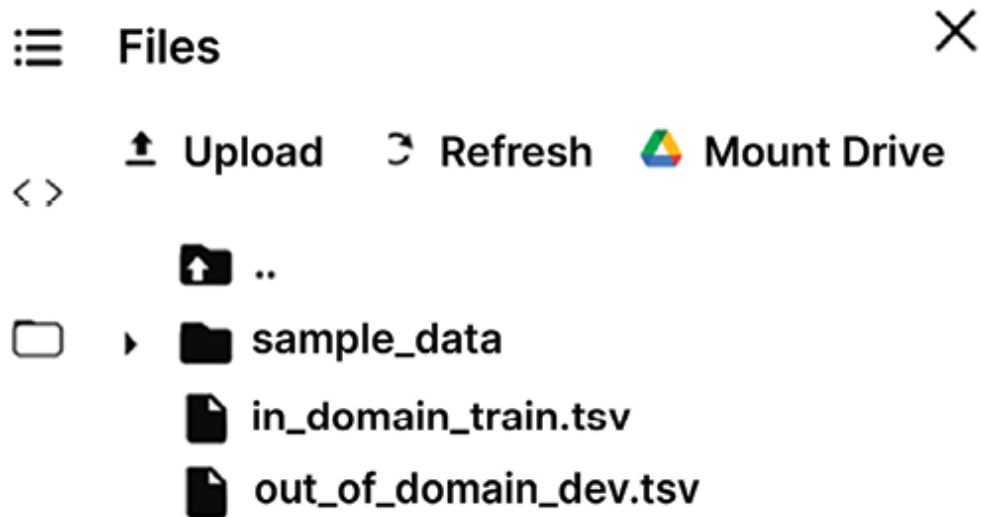 Files
Upload Refresh Mount Drive
..
sample_data
in_domain_train.tsv
out_of_domain_dev.tsv